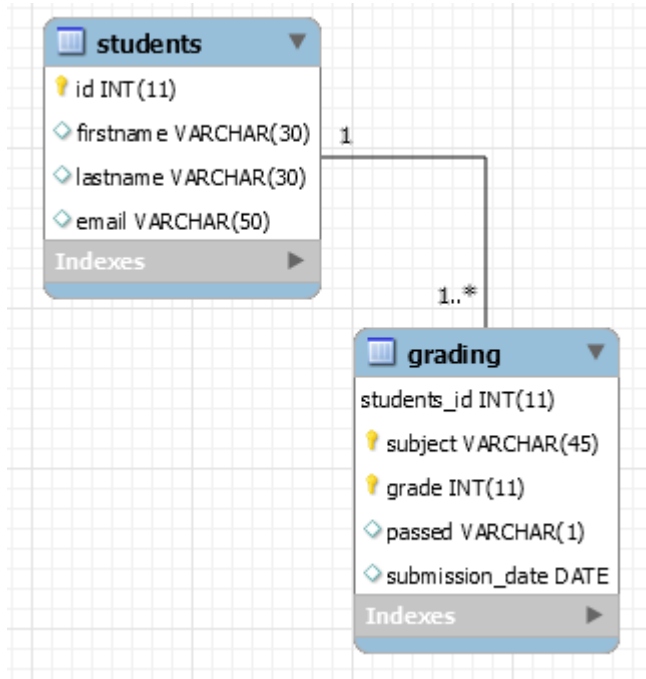 students
id INT(11)
firstname VARCHAR(30)
lastname VARCHAR(30)
email VARCHAR(50)
Indexes
1
1..*
grading
students_id INT(11)
subject VARCHAR(45)
grade INT(11)
passed VARCHAR(1)
submission_date DATE
Indexes